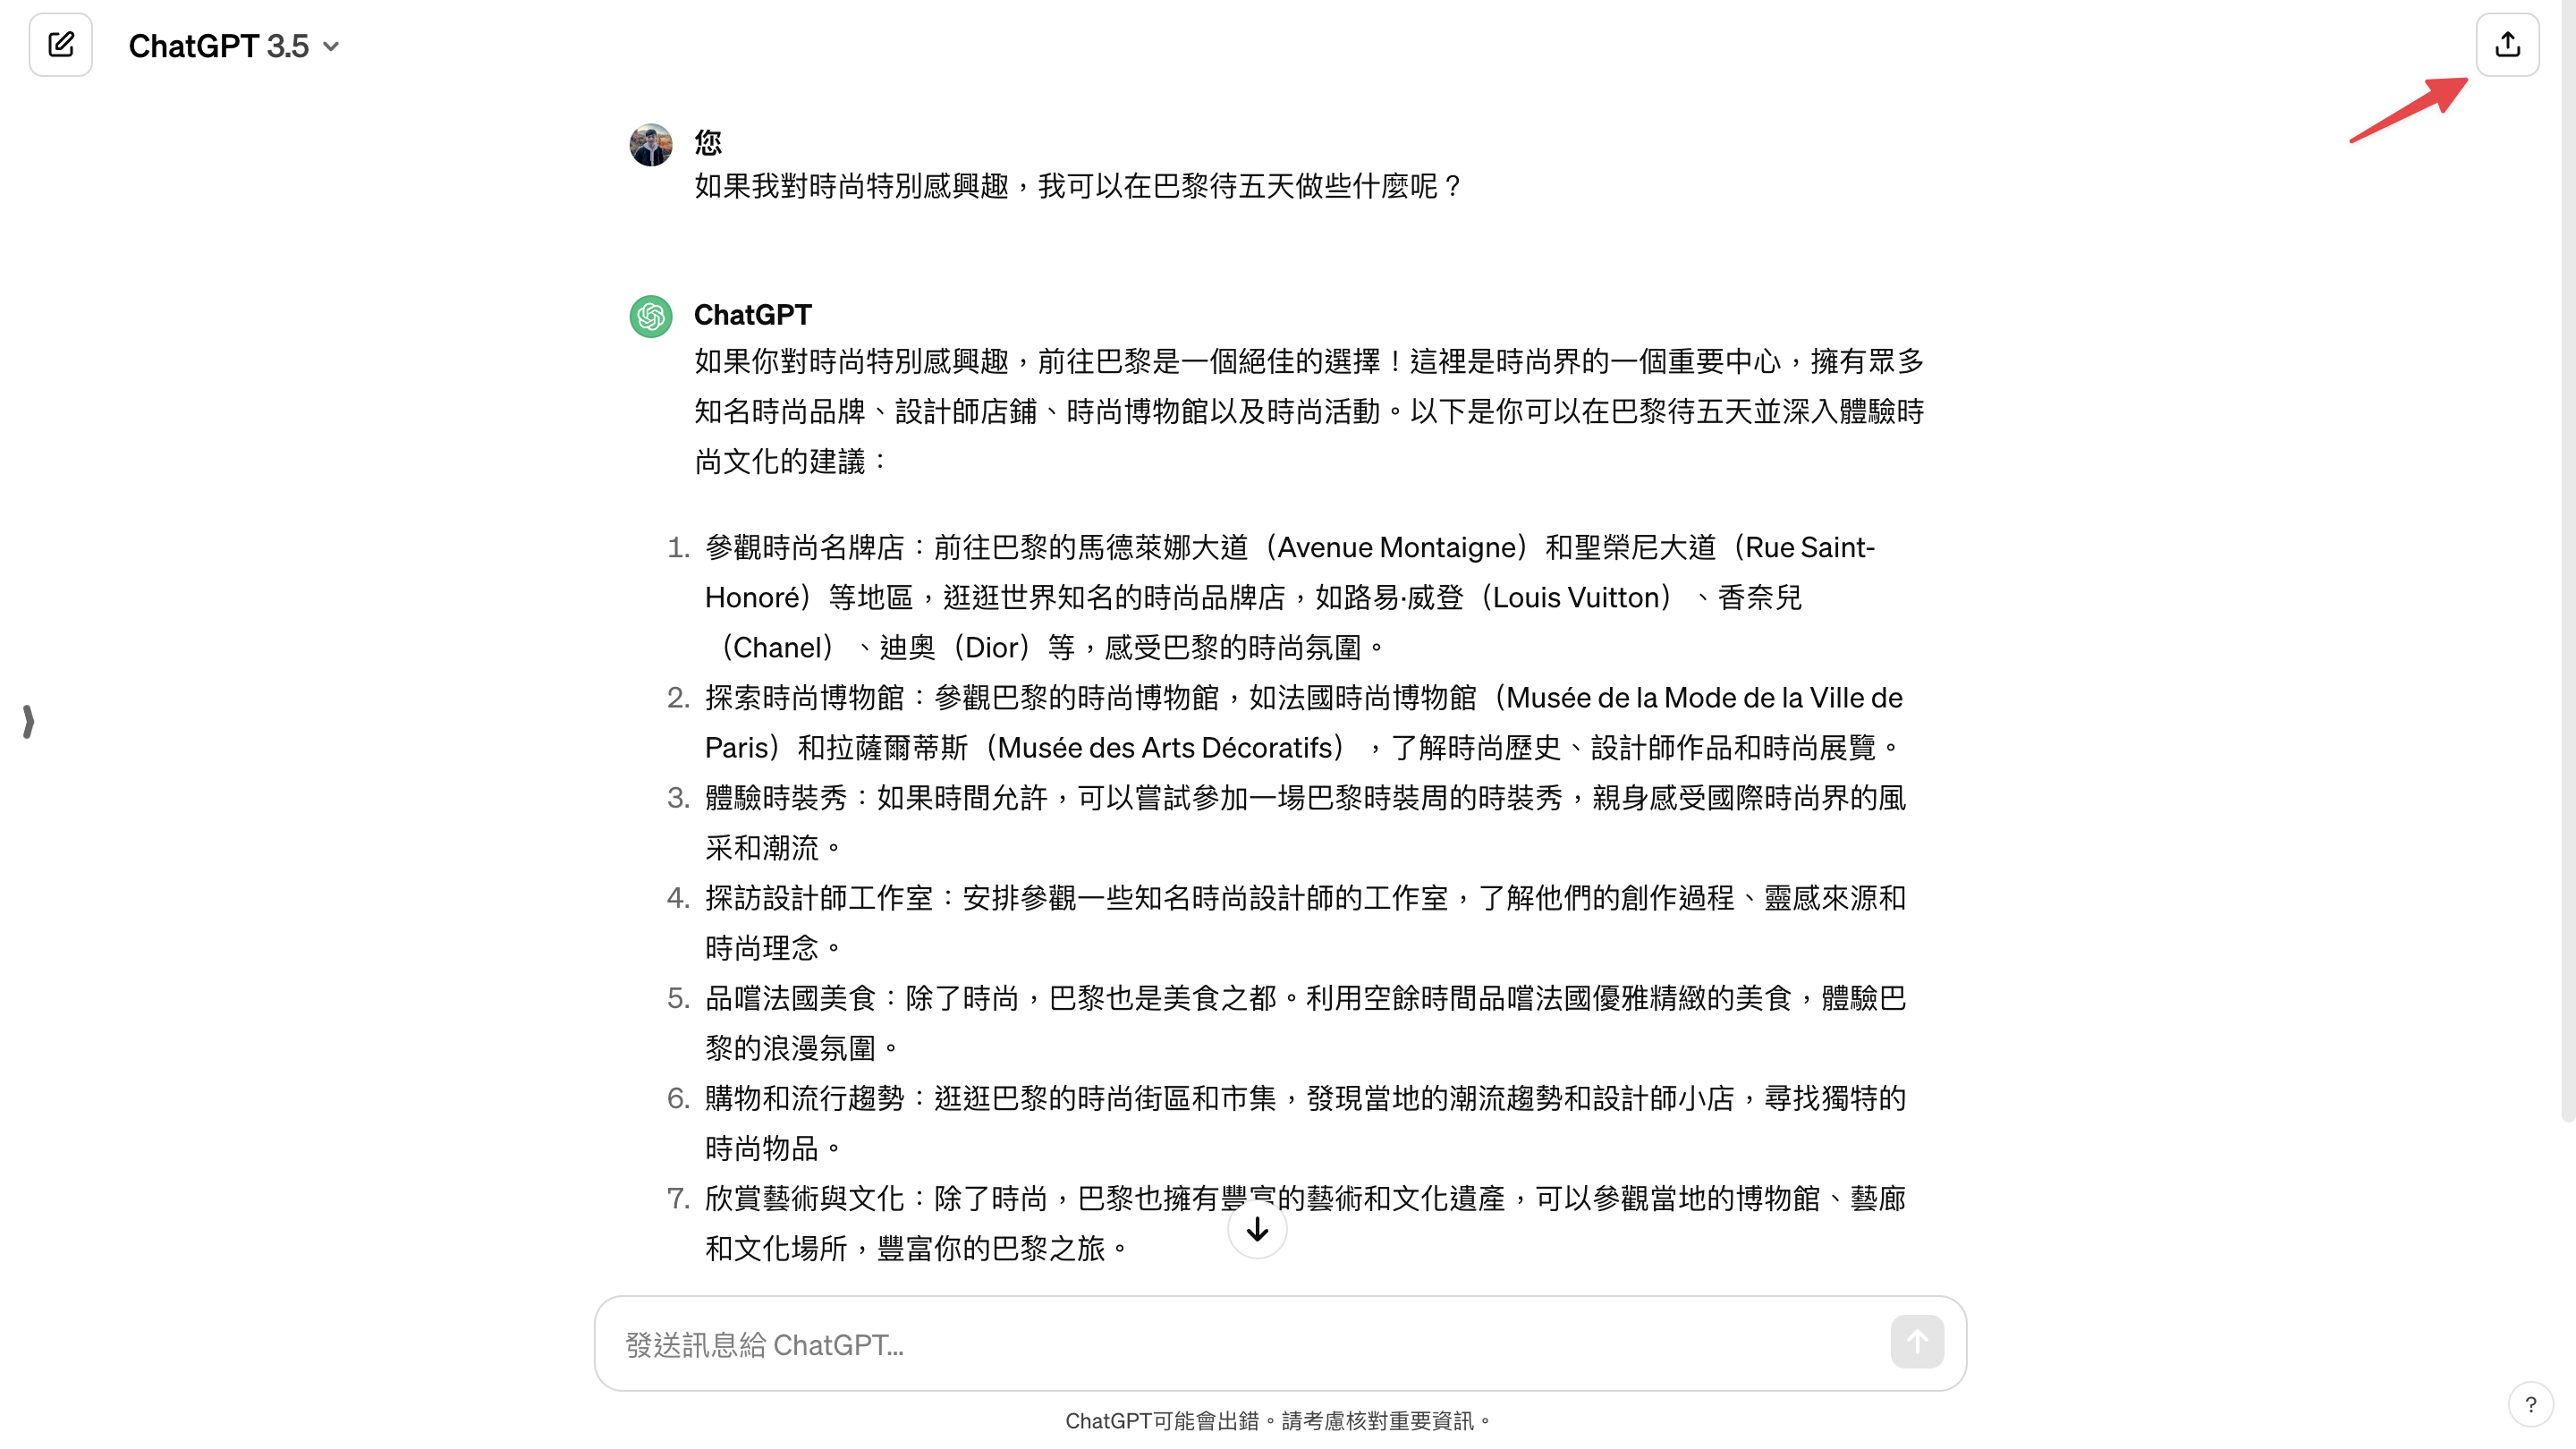 ChatGPT 3.5
您
如果我對時尚特別感興趣，我可以在巴黎待五天做些什麼呢？
ChatGPT
如果你對時尚特別感興趣，前往巴黎是一個絕佳的選擇！這裡是時尚界的一個重要中心，擁有眾多
知名時尚品牌、設計師店鋪、時尚博物館以及時尚活動。以下是你可以在巴黎待五天並深入體驗時
尚文化的建議：
1. 參觀時尚名牌店：前往巴黎的馬德萊娜大道（Avenue Montaigne）和聖榮尼大道（Rue Saint-
Honoré）等地區，逛逛世界知名的時尚品牌店，如路易·威登（Louis Vuitton）、香奈兒
（Chanel）、迪奧（Dior）等，感受巴黎的時尚氛圍。
2. 探索時尚博物館：參觀巴黎的時尚博物館，如法國時尚博物館（Musée de la Mode de la Ville de
Paris）和拉薩爾蒂斯（Musée des Arts Décoratifs），了解時尚歷史、設計師作品和時尚展覽。
3. 體驗時裝秀：如果時間允許，可以嘗試參加一場巴黎時裝周的時裝秀，親身感受國際時尚界的風
采和潮流。
4. 探訪設計師工作室：安排參觀一些知名時尚設計師的工作室，了解他們的創作過程、靈感來源和
時尚理念。
5. 品嚐法國美食：除了時尚，巴黎也是美食之都。利用空餘時間品嚐法國優雅精緻的美食，體驗巴
黎的浪漫氛圍。
6. 購物和流行趨勢：逛逛巴黎的時尚街區和市集，發現當地的潮流趨勢和設計師小店，尋找獨特的
時尚物品。
7. 欣賞藝術與文化：除了時尚，巴黎也擁有豐富的藝術和文化遺產，可以參觀當地的博物館、藝廊
和文化場所，豐富你的巴黎之旅。
發送訊息給 ChatGPT...
ChatGPT可能會出錯。請考慮核對重要資訊。
?